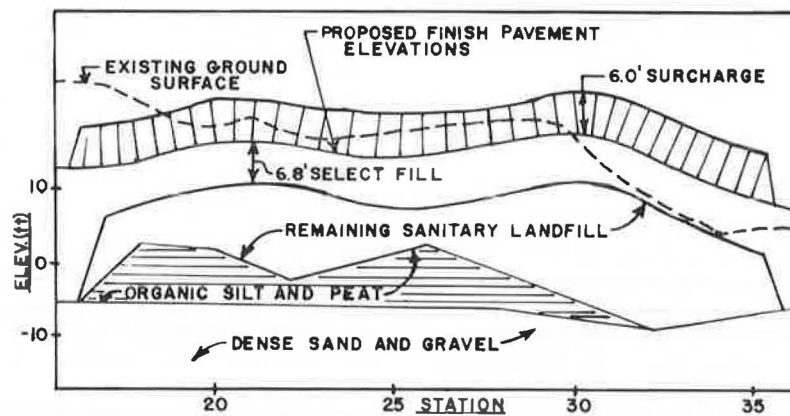 PROPOSED FINISH PAVEMENT
ELEVATIONS
EXISTING GROUND
SURFACE
6.0' SURCHARGE
6.8' SELECT FILL
10
REMAINING SANITARY LANDFILL
0
ELEV.(ft)
ORGANIC SILT AND PEAT
-10
DENSE SAND AND GRAVEL
20
25
30
35
STATION